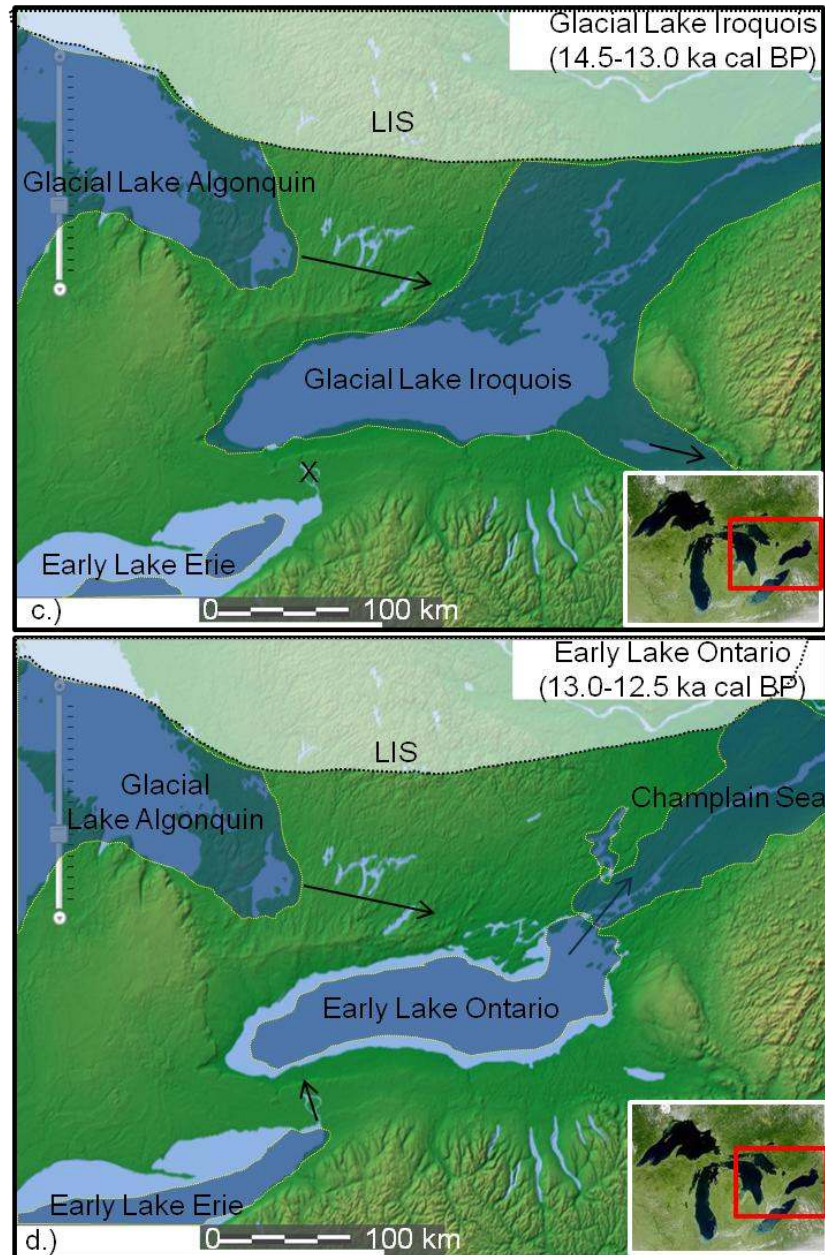 Glacial Lake Iroquois
(14.5-13.0 ka cal BP)
LIS
Glacial Lake Algonquin
Glacial Lake Iroquois
X
Early Lake Erie
c.)
0
100 km
Early Lake Ontario
(13.0-12.5 ka cal BP)
LIS
Glacial
Lake Algonquin
Champlain Sea
Early Lake Ontario
Early Lake Erie
d.)
0
100 km